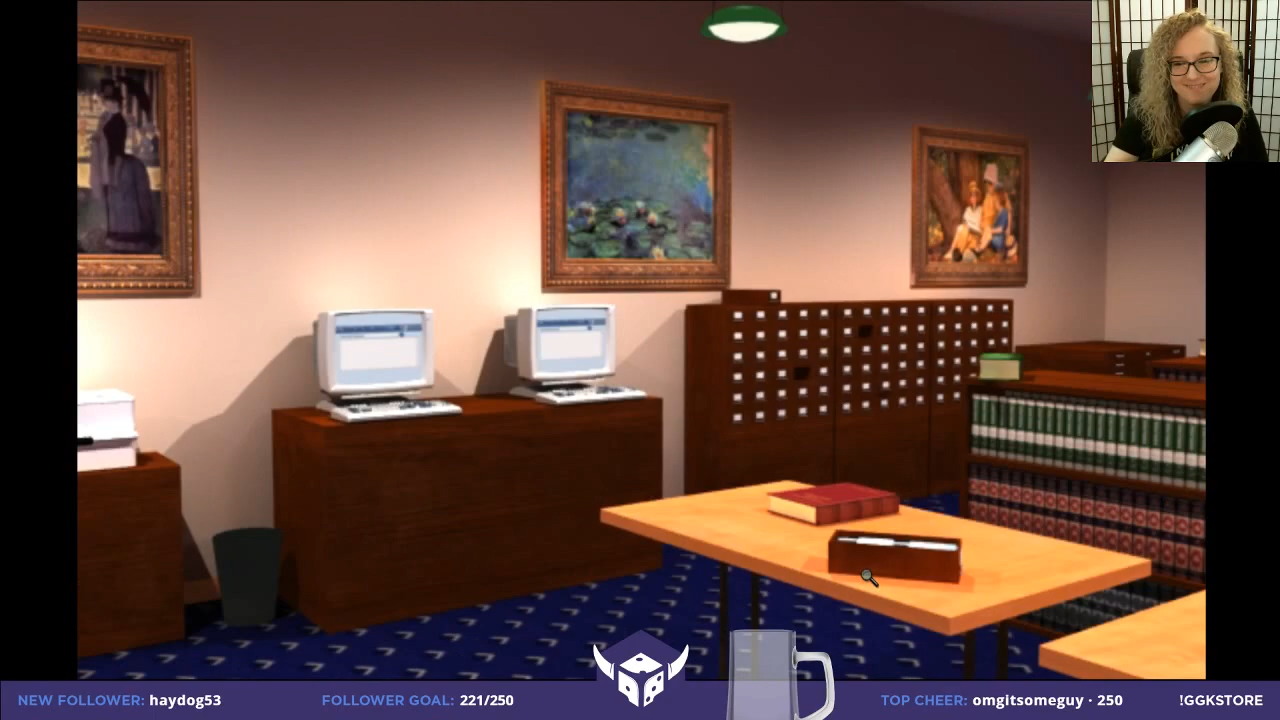 NEW FOLLOWER: haydog53
FOLLOWER GOAL: 221/250
TOP CHEER: omgitsomeguy · 250
!GGKSTORE